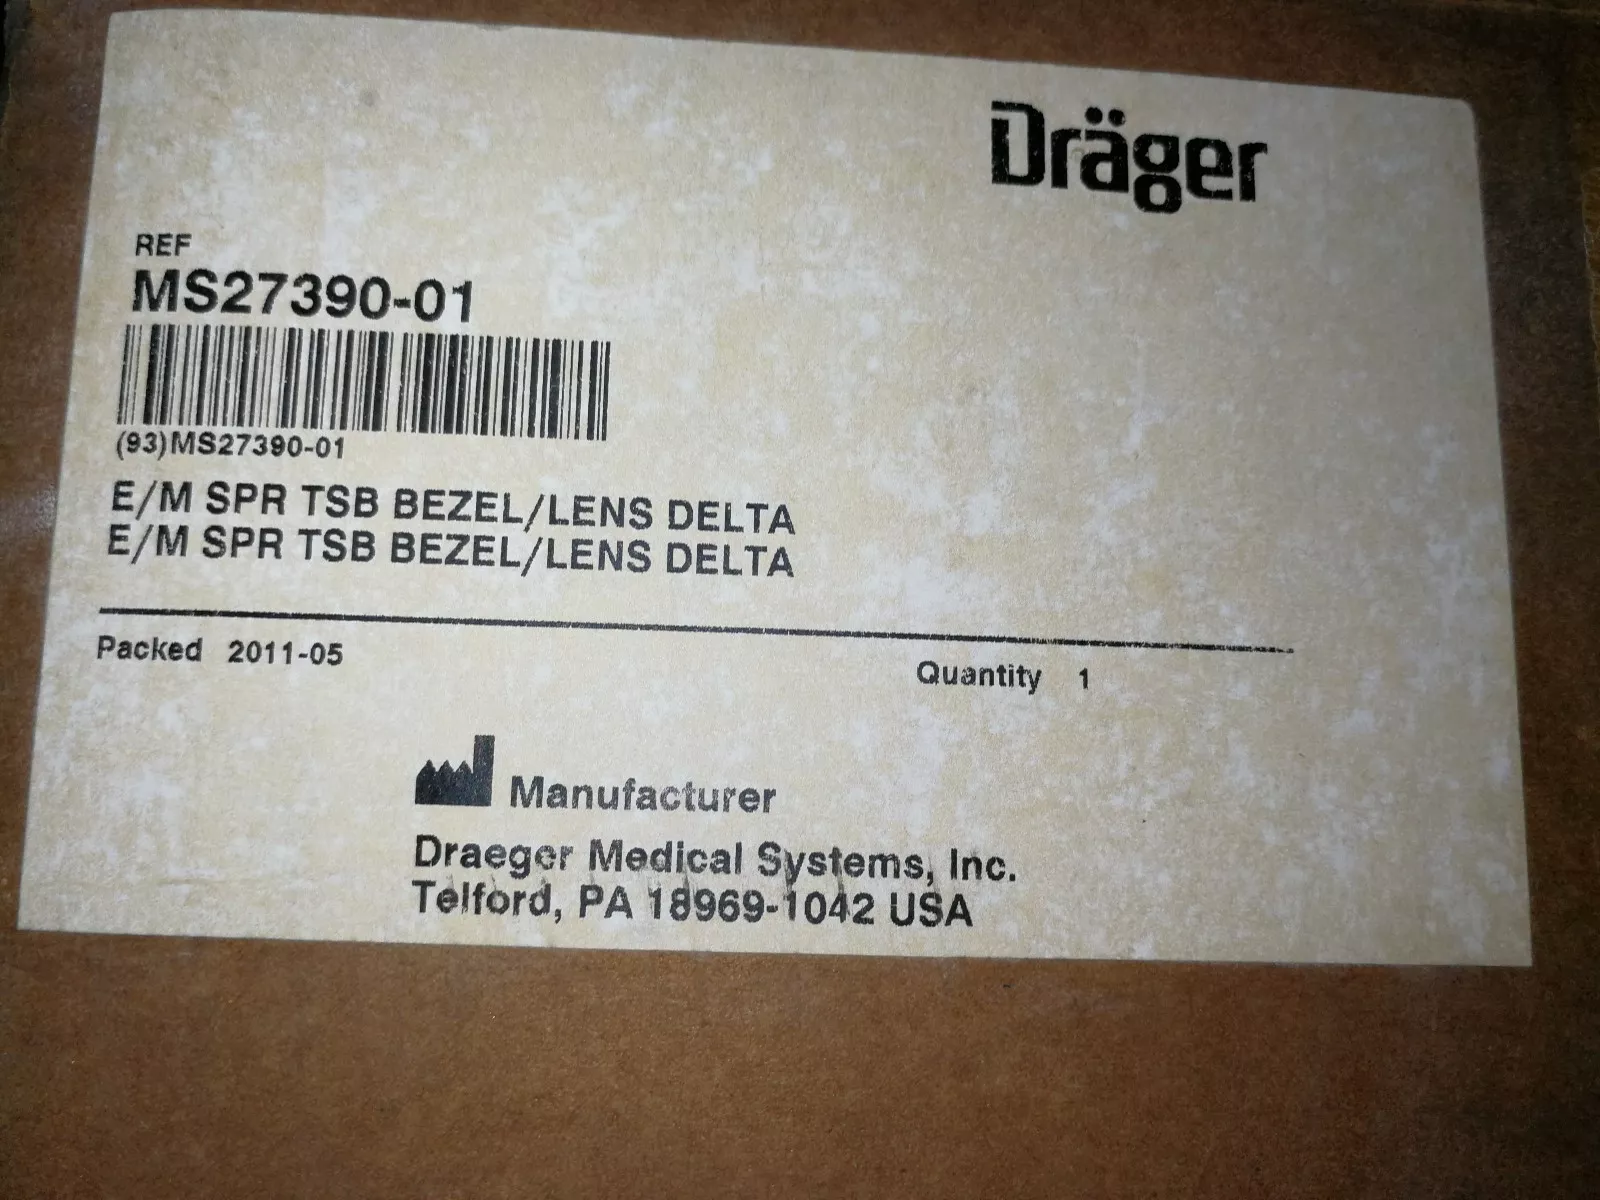 Dräger
REF
MS27390-01
(93)MS27390-01
E/M SPR TSB BEZEL/LENS DELTA
E/M SPR TSB BEZEL/LENS DELTA
Packed 2011-05
Quantity 1
Manufacturer
Draeger Medical Systems, Inc.
Telford, PA 18969-1042 USA